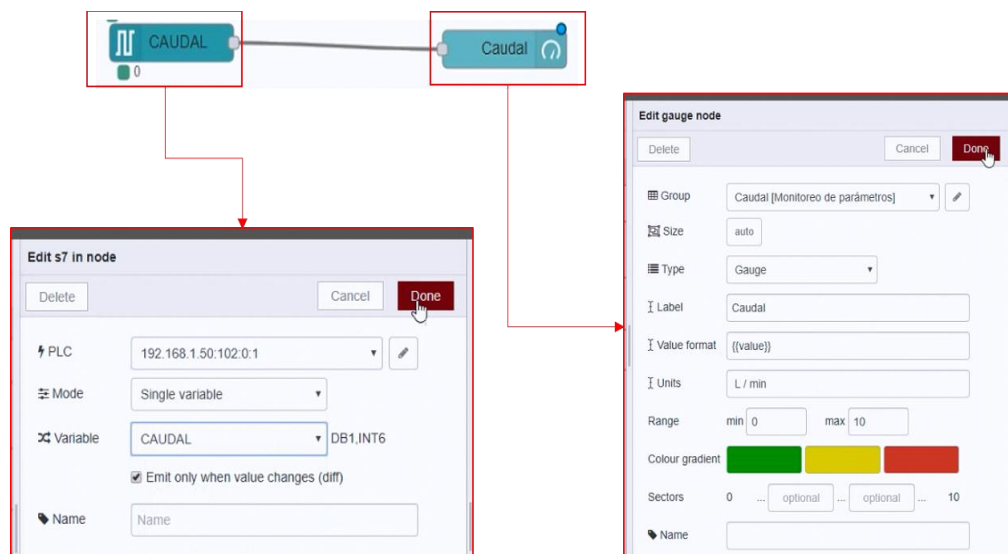 CAUDAL
0
Caudal
Edit s7 in node
Delete
Cancel
Done
PLC
192.168.1.50:102:0:1
Mode
Single variable
Variable
CAUDAL
DB1,INT6
Emit only when value changes (diff)
Name
Name
Edit gauge node
Delete
Cancel
Done
Group
Caudal [Monitoreo de parámetros]
Size
auto
Type
Gauge
Label
Caudal
Value format
{{value}}
Units
L / min
Range
min 0
max 10
Colour gradient
Sectors
0 ... optional ... optional ... 10
Name